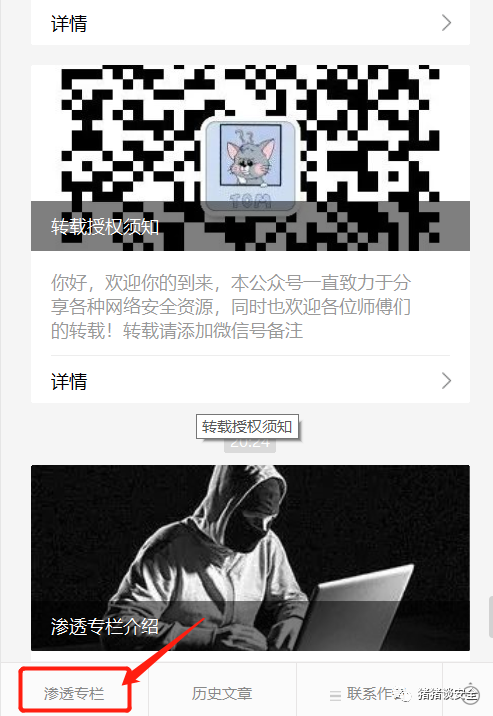 详情
TOM
转载授权须知
你好，欢迎你的到来，本公众号一直致力于分
享各种网络安全资源，同时也欢迎各位师傅们
的转载！转载请添加微信号备注
详情
转载授权须知
20:24
渗透专栏介绍
渗透专栏
历史文章
联系作
猪猪谈安全